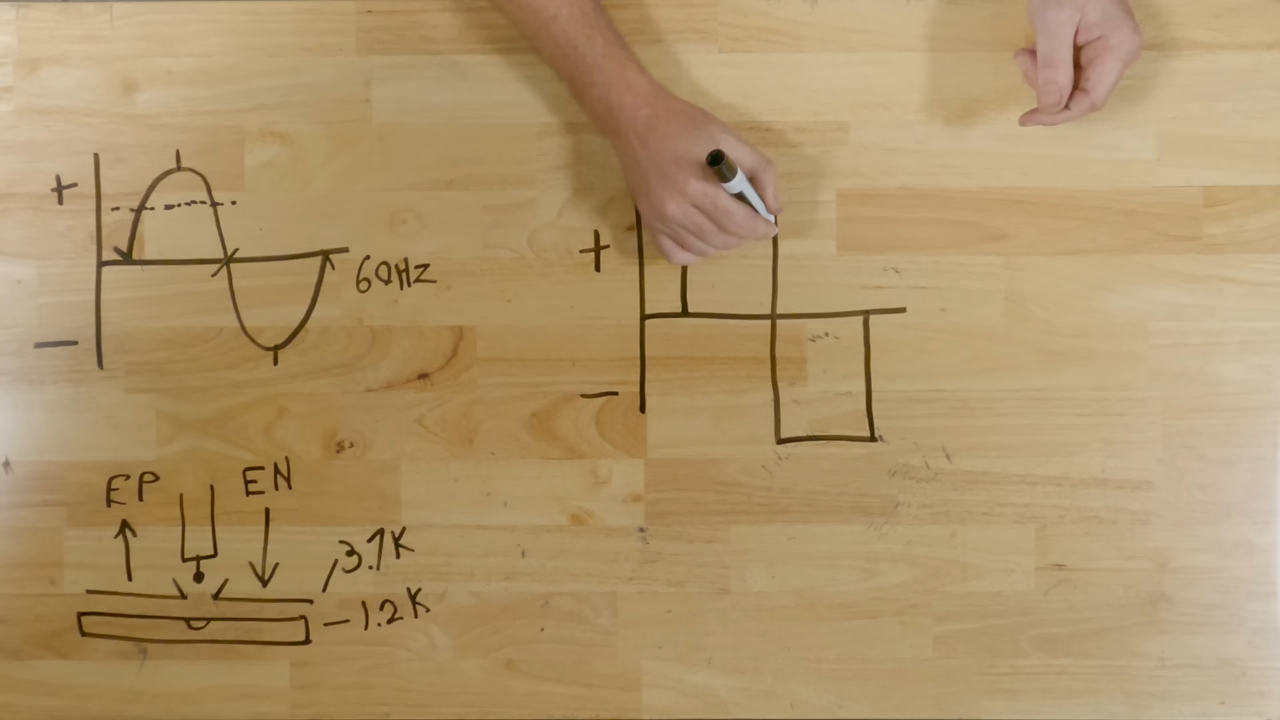 +
60HZ
−
+
−
EP EN
3.7K
−1.2K